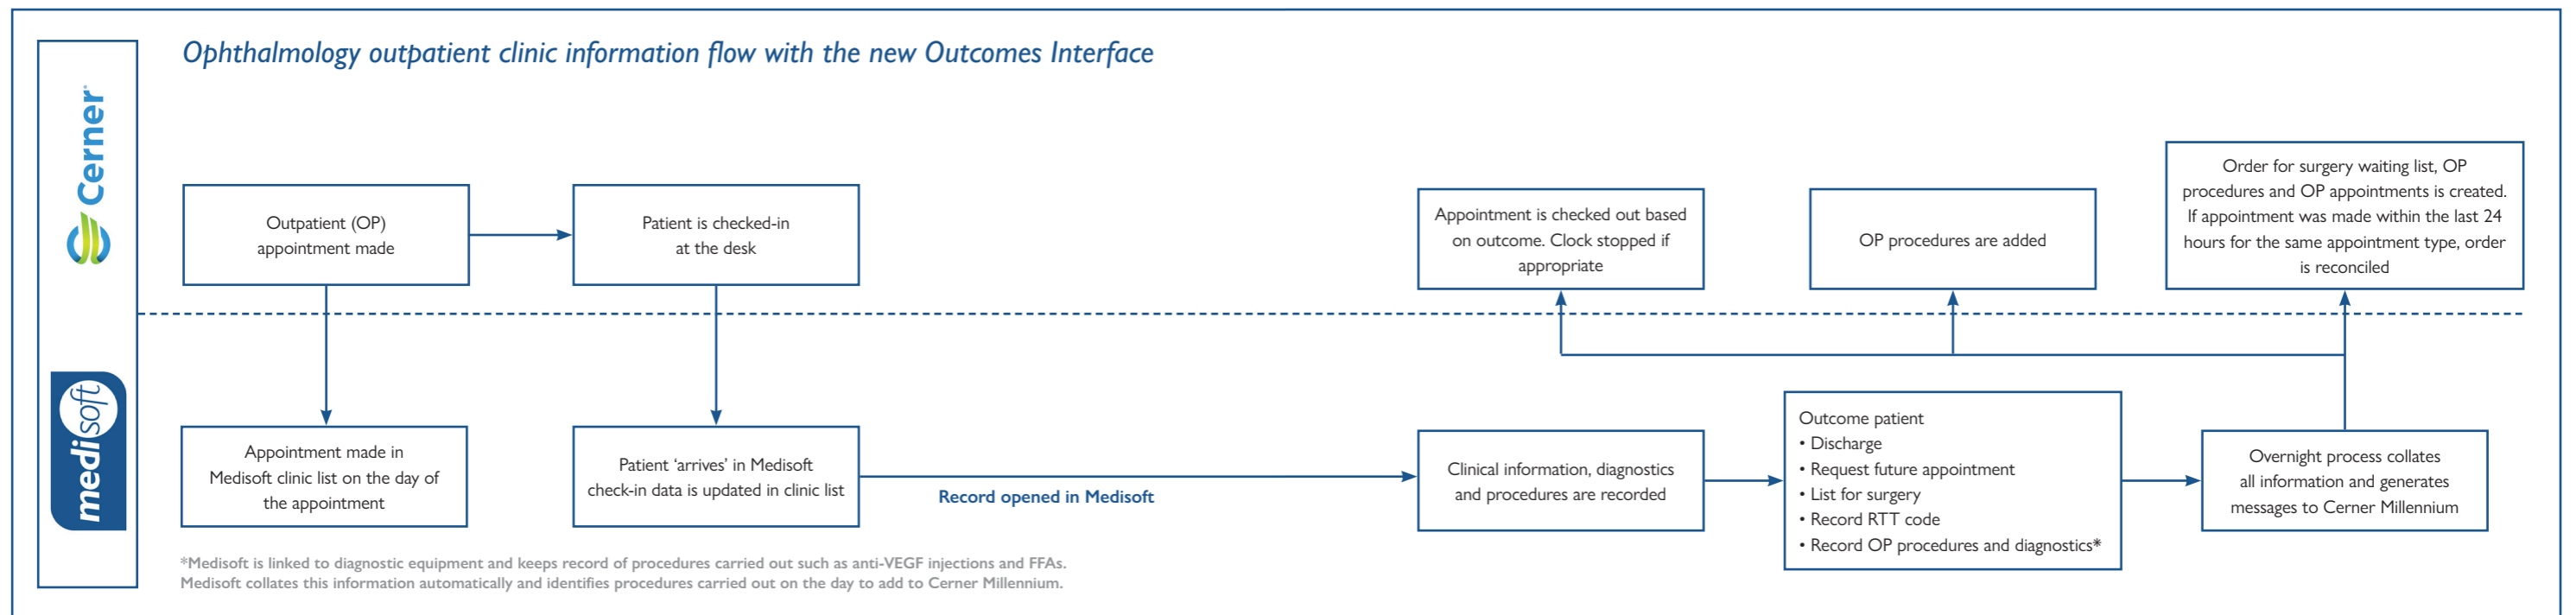 Ophthalmology outpatient clinic information flow with the new Outcomes Interface
Cerner
medisoft
Outpatient (OP)
appointment made
Patient is checked-in
at the desk
Appointment is checked out based
on outcome. Clock stopped if
appropriate
OP procedures are added
Order for surgery waiting list, OP
procedures and OP appointments is created.
If appointment was made within the last 24
hours for the same appointment type, order
is reconciled
Appointment made in
Medisoft clinic list on the day of
the appointment
Patient ‘arrives’ in Medisoft
check-in data is updated in clinic list
Record opened in Medisoft
Clinical information, diagnostics
and procedures are recorded
Outcome patient
• Discharge
• Request future appointment
• List for surgery
• Record RTT code
• Record OP procedures and diagnostics*
Overnight process collates
all information and generates
messages to Cerner Millennium
*Medisoft is linked to diagnostic equipment and keeps record of procedures carried out such as anti-VEGF injections and FFAs.
Medisoft collates this information automatically and identifies procedures carried out on the day to add to Cerner Millennium.